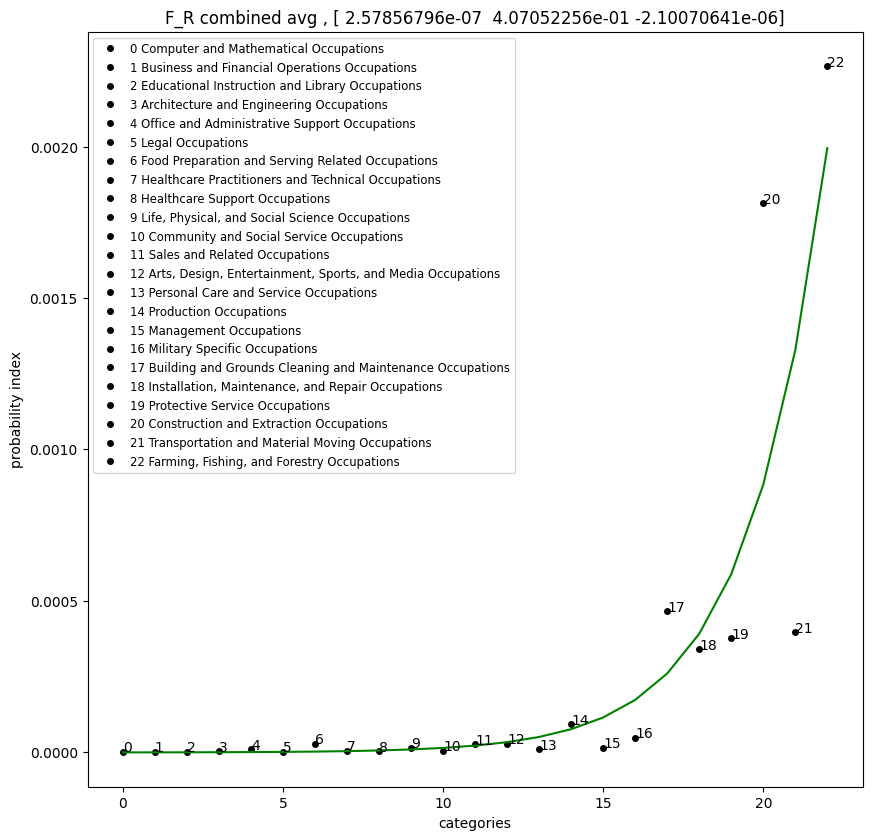 F_R combined avg , [ 2.57856796e-07  4.07052256e-01 -2.10070641e-06]
0 Computer and Mathematical Occupations
1 Business and Financial Operations Occupations
2 Educational Instruction and Library Occupations
3 Architecture and Engineering Occupations
4 Office and Administrative Support Occupations
5 Legal Occupations
6 Food Preparation and Serving Related Occupations
7 Healthcare Practitioners and Technical Occupations
8 Healthcare Support Occupations
9 Life, Physical, and Social Science Occupations
10 Community and Social Service Occupations
11 Sales and Related Occupations
12 Arts, Design, Entertainment, Sports, and Media Occupations
13 Personal Care and Service Occupations
14 Production Occupations
15 Management Occupations
16 Military Specific Occupations
17 Building and Grounds Cleaning and Maintenance Occupations
18 Installation, Maintenance, and Repair Occupations
19 Protective Service Occupations
20 Construction and Extraction Occupations
21 Transportation and Material Moving Occupations
22 Farming, Fishing, and Forestry Occupations
probability index
0.0020
0.0015
0.0010
0.0005
0.0000
0
1
2
3
4
5
6
7
8
9
10
11
12
13
14
15
16
17
18
19
20
21
22
0 5 10 15 20
categories